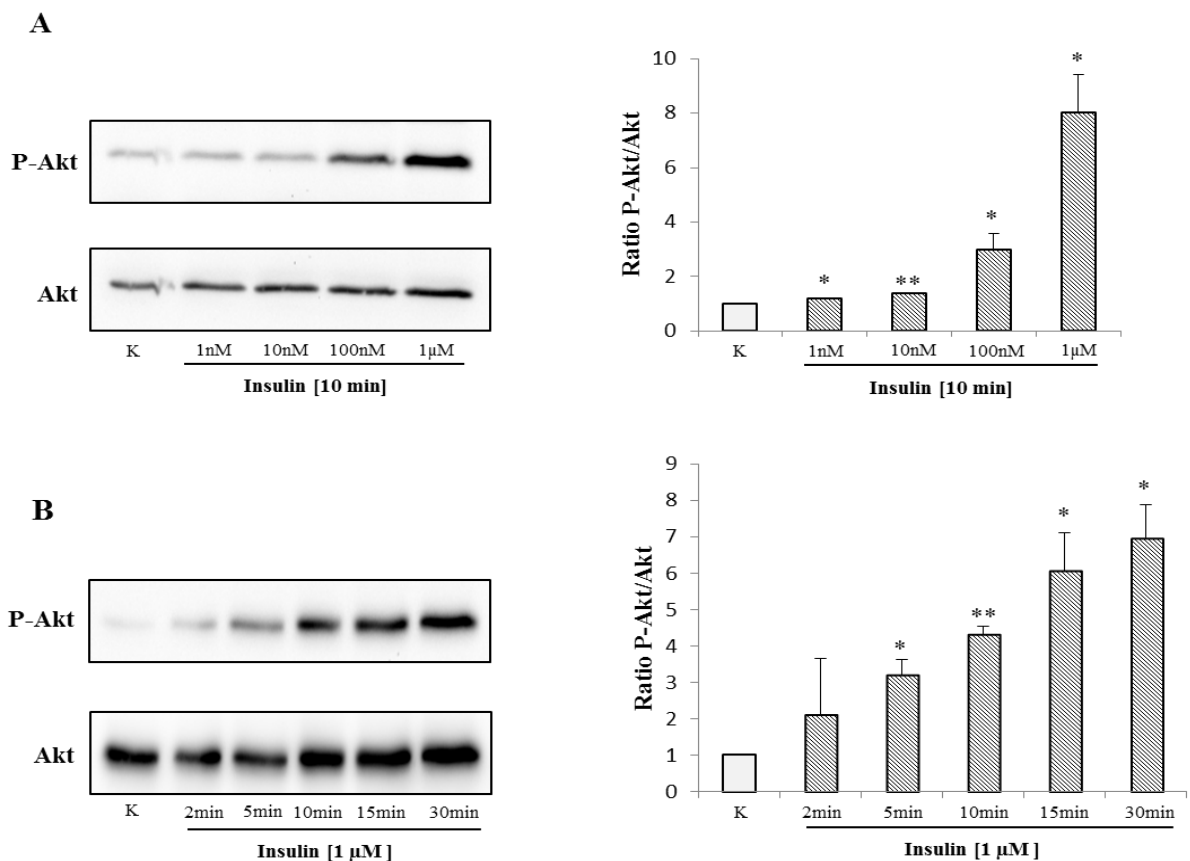 A
P-Akt
Akt
K 1nM 10nM 100nM 1µM
Insulin [10 min]
10
8
6
4
2
0
Ratio P-Akt/Akt
* ** * *
K 1nM 10nM 100nM 1µM
Insulin [10 min]
B
P-Akt
Akt
K 2min 5min 10min 15min 30min
Insulin [1 µM ]
9
8
7
6
5
4
3
2
1
0
Ratio P-Akt/Akt
* ** * *
K 2min 5min 10min 15min 30min
Insulin [1 µM ]